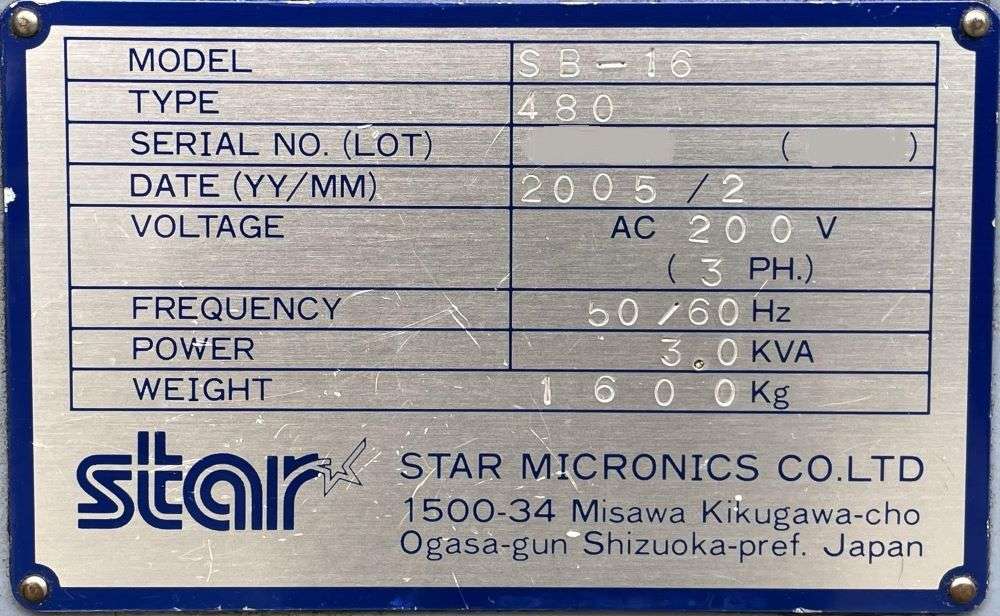 MODEL SB-16
TYPE 480
SERIAL NO. (LOT) ( )
DATE (YY/MM) 2005/2
VOLTAGE AC 200 V
(3 PH.)
FREQUENCY 50/60 Hz
POWER 3.0 KVA
WEIGHT 1600 Kg
star
STAR MICRONICS CO.LTD
1500-34 Misawa Kikugawa-cho
Ogasa-gun Shizuoka-pref. Japan